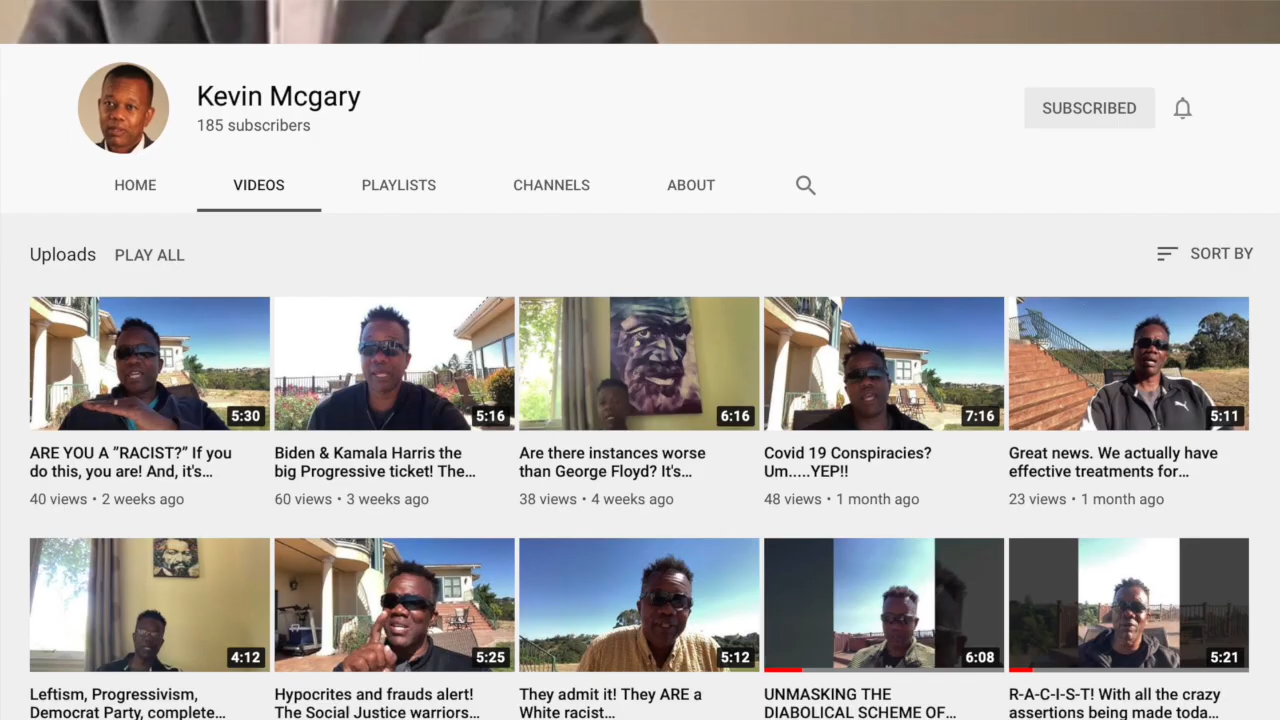 Kevin Mcgary
185 subscribers
SUBSCRIBED
HOME
VIDEOS
PLAYLISTS
CHANNELS
ABOUT
Uploads
PLAY ALL
SORT BY
5:30
5:16
6:16
7:16
5:11
ARE YOU A ”RACIST?” If you
do this, you are! And, it's...
40 views • 2 weeks ago
Biden & Kamala Harris the
big Progressive ticket! The...
60 views • 3 weeks ago
Are there instances worse
than George Floyd? It's...
38 views • 4 weeks ago
Covid 19 Conspiracies?
Um.....YEP!!
48 views • 1 month ago
Great news. We actually have
effective treatments for...
23 views • 1 month ago
4:12
5:25
5:12
6:08
5:21
Leftism, Progressivism,
Democrat Party, complete...
Hypocrites and frauds alert!
The Social Justice warriors...
They admit it! They ARE a
White racist...
UNMASKING THE
DIABOLICAL SCHEME OF...
R-A-C-I-S-T! With all the crazy
assertions being made toda...